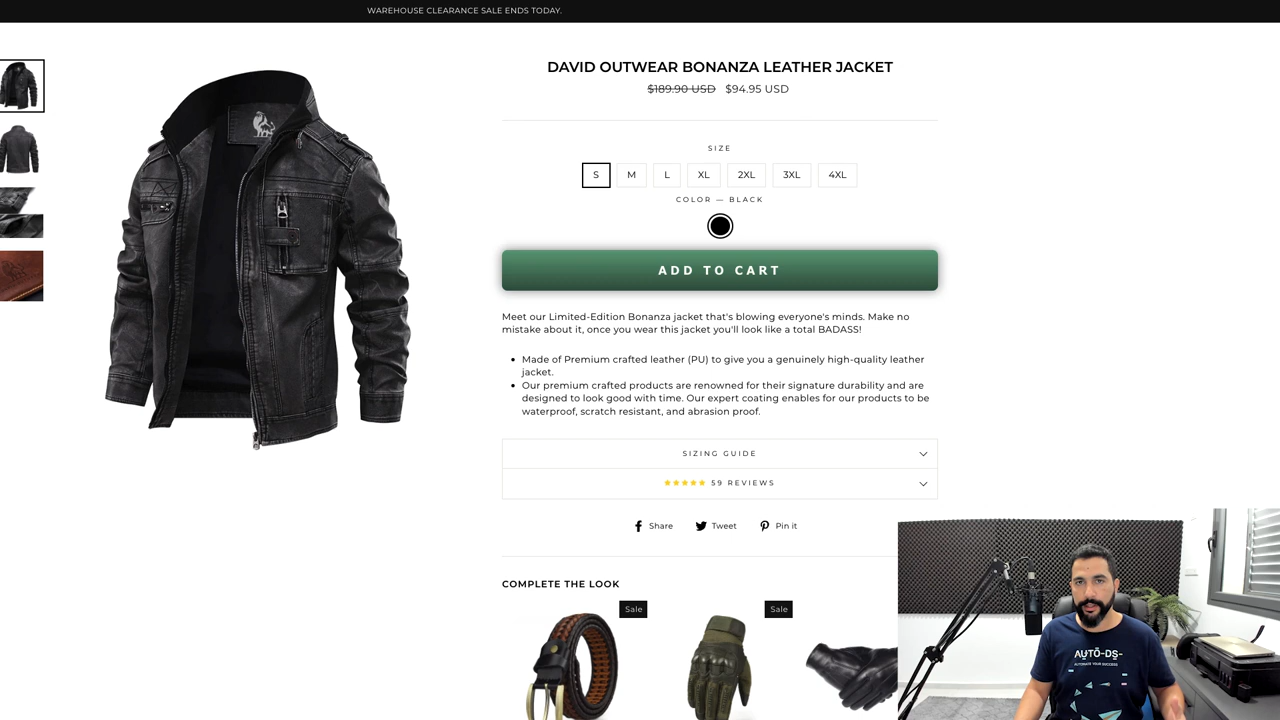 WAREHOUSE CLEARANCE SALE ENDS TODAY.
DAVID OUTWEAR BONANZA LEATHER JACKET
$189.90 USD $94.95 USD
SIZE
S M L XL 2XL 3XL 4XL
COLOR — BLACK
ADD TO CART
Meet our Limited-Edition Bonanza jacket that's blowing everyone's minds. Make no
mistake about it, once you wear this jacket you'll look like a total BADASS!
Made of Premium crafted leather (PU) to give you a genuinely high-quality leather
jacket.
Our premium crafted products are renowned for their signature durability and are
designed to look good with time. Our expert coating enables for our products to be
waterproof, scratch resistant, and abrasion proof.
SIZING GUIDE
59 REVIEWS
Share Tweet Pin it
COMPLETE THE LOOK
Sale Sale
AUTO-DS-
AUTOMATE YOUR SUCCESS